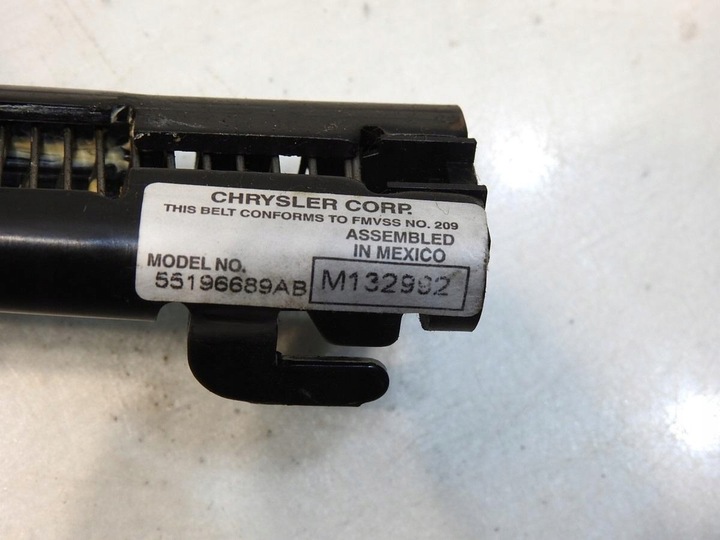 CHRYSLER CORP.
THIS BELT CONFORMS TO FMVSS NO. 209
ASSEMBLED
IN MEXICO
MODEL NO.
55196689AB
M132992